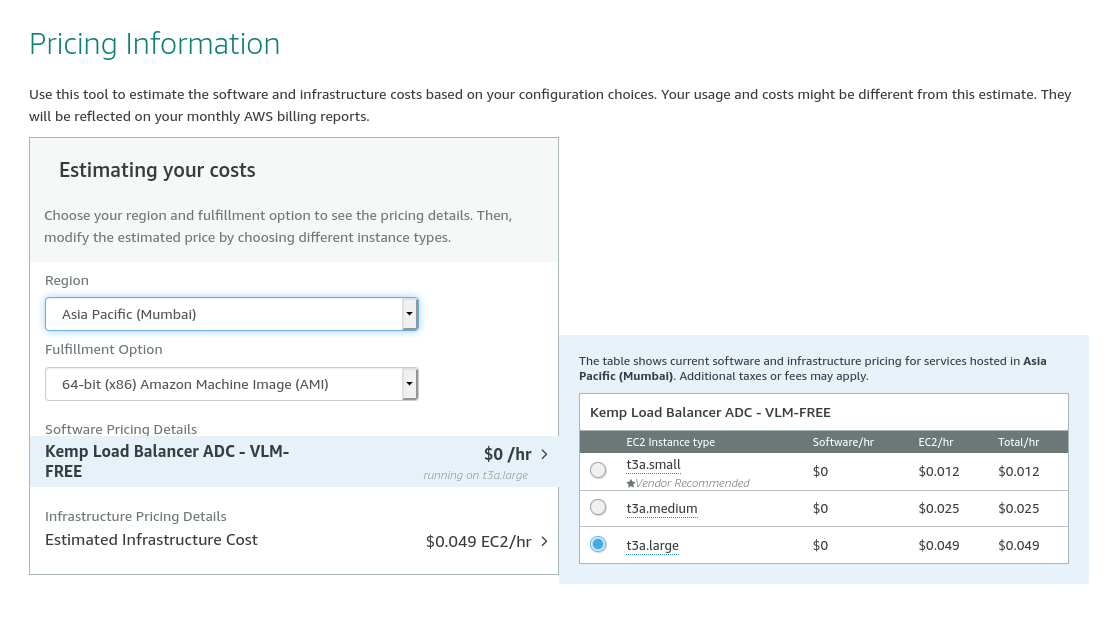 Pricing Information
Use this tool to estimate the software and infrastructure costs based on your configuration choices. Your usage and costs might be different from this estimate. They
will be reflected on your monthly AWS billing reports.
Estimating your costs
Choose your region and fulfillment option to see the pricing details. Then,
modify the estimated price by choosing different instance types.
Region
Asia Pacific (Mumbai)
Fulfillment Option
64-bit (x86) Amazon Machine Image (AMI)
Software Pricing Details
Kemp Load Balancer ADC - VLM-
FREE
$0 /hr
running on t3a.large
Infrastructure Pricing Details
Estimated Infrastructure Cost
$0.049 EC2/hr
The table shows current software and infrastructure pricing for services hosted in Asia
Pacific (Mumbai). Additional taxes or fees may apply.
Kemp Load Balancer ADC - VLM-FREE
EC2 Instance type Software/hr EC2/hr Total/hr
t3a.small $0 $0.012 $0.012
★Vendor Recommended
t3a.medium $0 $0.025 $0.025
t3a.large $0 $0.049 $0.049